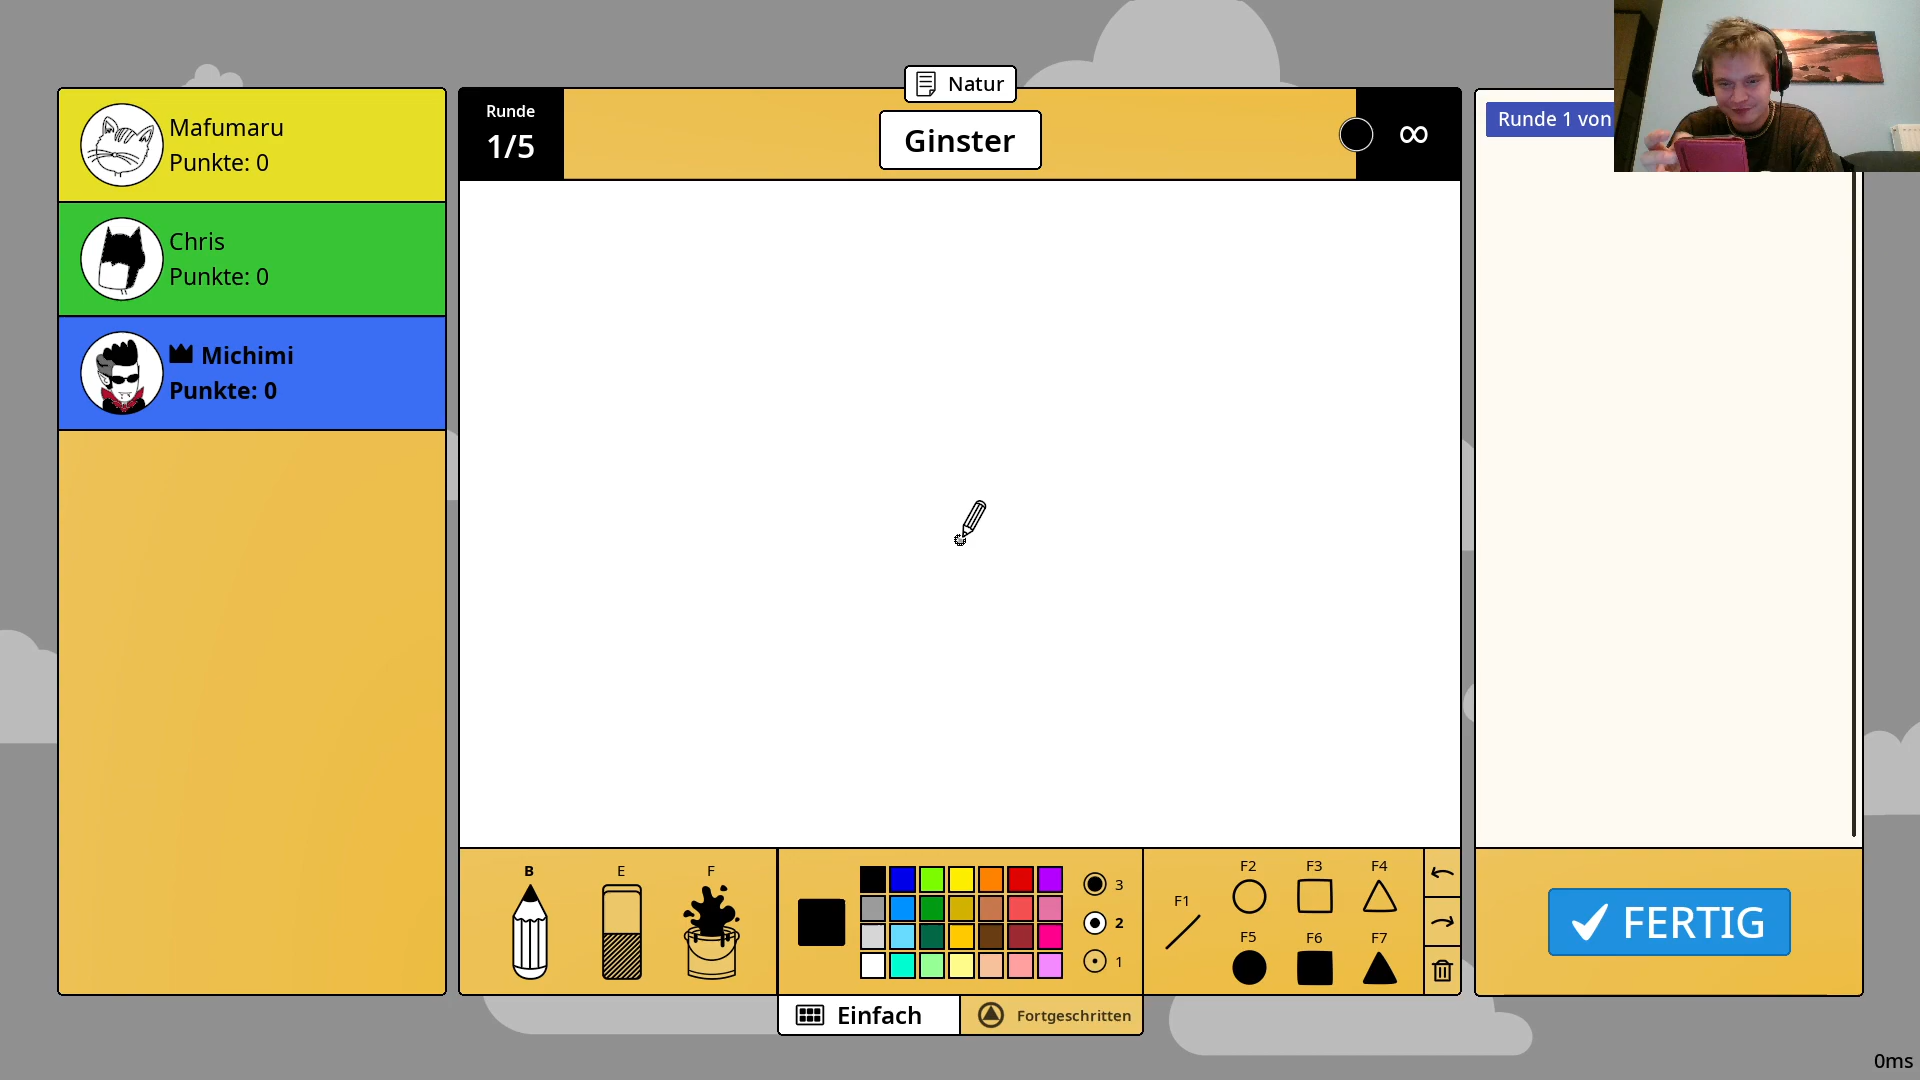 Natur
Runde
1/5
Ginster
∞
Runde 1 von
Mafumaru
Punkte: 0
Chris
Punkte: 0
Michimi
Punkte: 0
B
E
F
3
2
1
F1
F2
F3
F4
F5
F6
F7
FERTIG
Einfach
Fortgeschritten
0ms